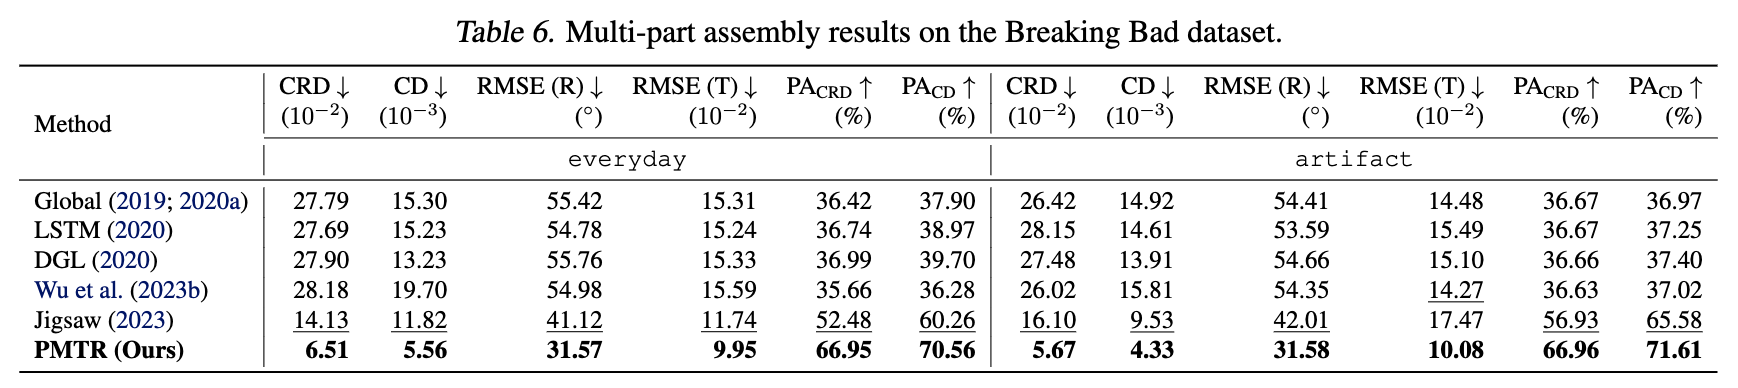 Table 6. Multi-part assembly results on the Breaking Bad dataset.
Method CRD ↓ CD ↓ RMSE (R) ↓ RMSE (T) ↓ PA_CRD ↑ PA_CD ↑ CRD ↓ CD ↓ RMSE (R) ↓ RMSE (T) ↓ PA_CRD ↑ PA_CD ↑
(10⁻²) (10⁻³) (°) (10⁻²) (%) (%) (10⁻²) (10⁻³) (°) (10⁻²) (%) (%)
everyday artifact
Global (2019; 2020a) 27.79 15.30 55.42 15.31 36.42 37.90 26.42 14.92 54.41 14.48 36.67 36.97
LSTM (2020) 27.69 15.23 54.78 15.24 36.74 38.97 28.15 14.61 53.59 15.49 36.67 37.25
DGL (2020) 27.90 13.23 55.76 15.33 36.99 39.70 27.48 13.91 54.66 15.10 36.66 37.40
Wu et al. (2023b) 28.18 19.70 54.98 15.59 35.66 36.28 26.02 15.81 54.35 14.27 36.63 37.02
Jigsaw (2023) 14.13 11.82 41.12 11.74 52.48 60.26 16.10 9.53 42.01 17.47 56.93 65.58
PMTR (Ours) 6.51 5.56 31.57 9.95 66.95 70.56 5.67 4.33 31.58 10.08 66.96 71.61